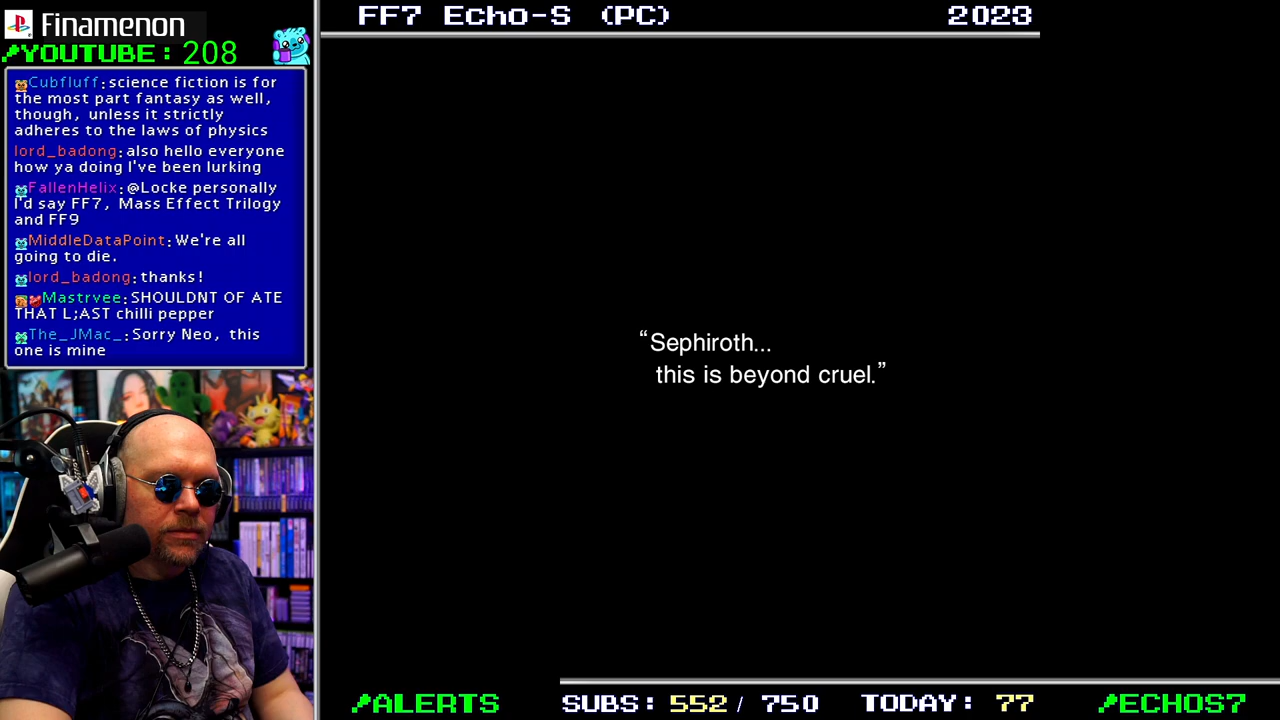 Finamenon
/YOUTUBE: 208
Cubfluff: science fiction is for
the most part fantasy as well,
though, unless it strictly
adheres to the laws of physics
lord_badong: also hello everyone
how ya doing I've been lurking
FallenHelix: @Locke personally
I'd say FF7, Mass Effect Trilogy
and FF9
MiddleDataPoint: We're all
going to die.
lord_badong: thanks!
Mastrvee: SHOULDNT OF ATE
THAT L;AST chilli pepper
The_JMac_: Sorry Neo, this
one is mine
FF7 Echo-S (PC) 2023
“Sephiroth...
this is beyond cruel.”
/ALERTS SUBS: 552/ 750 TODAY: 77 /ECHOS7